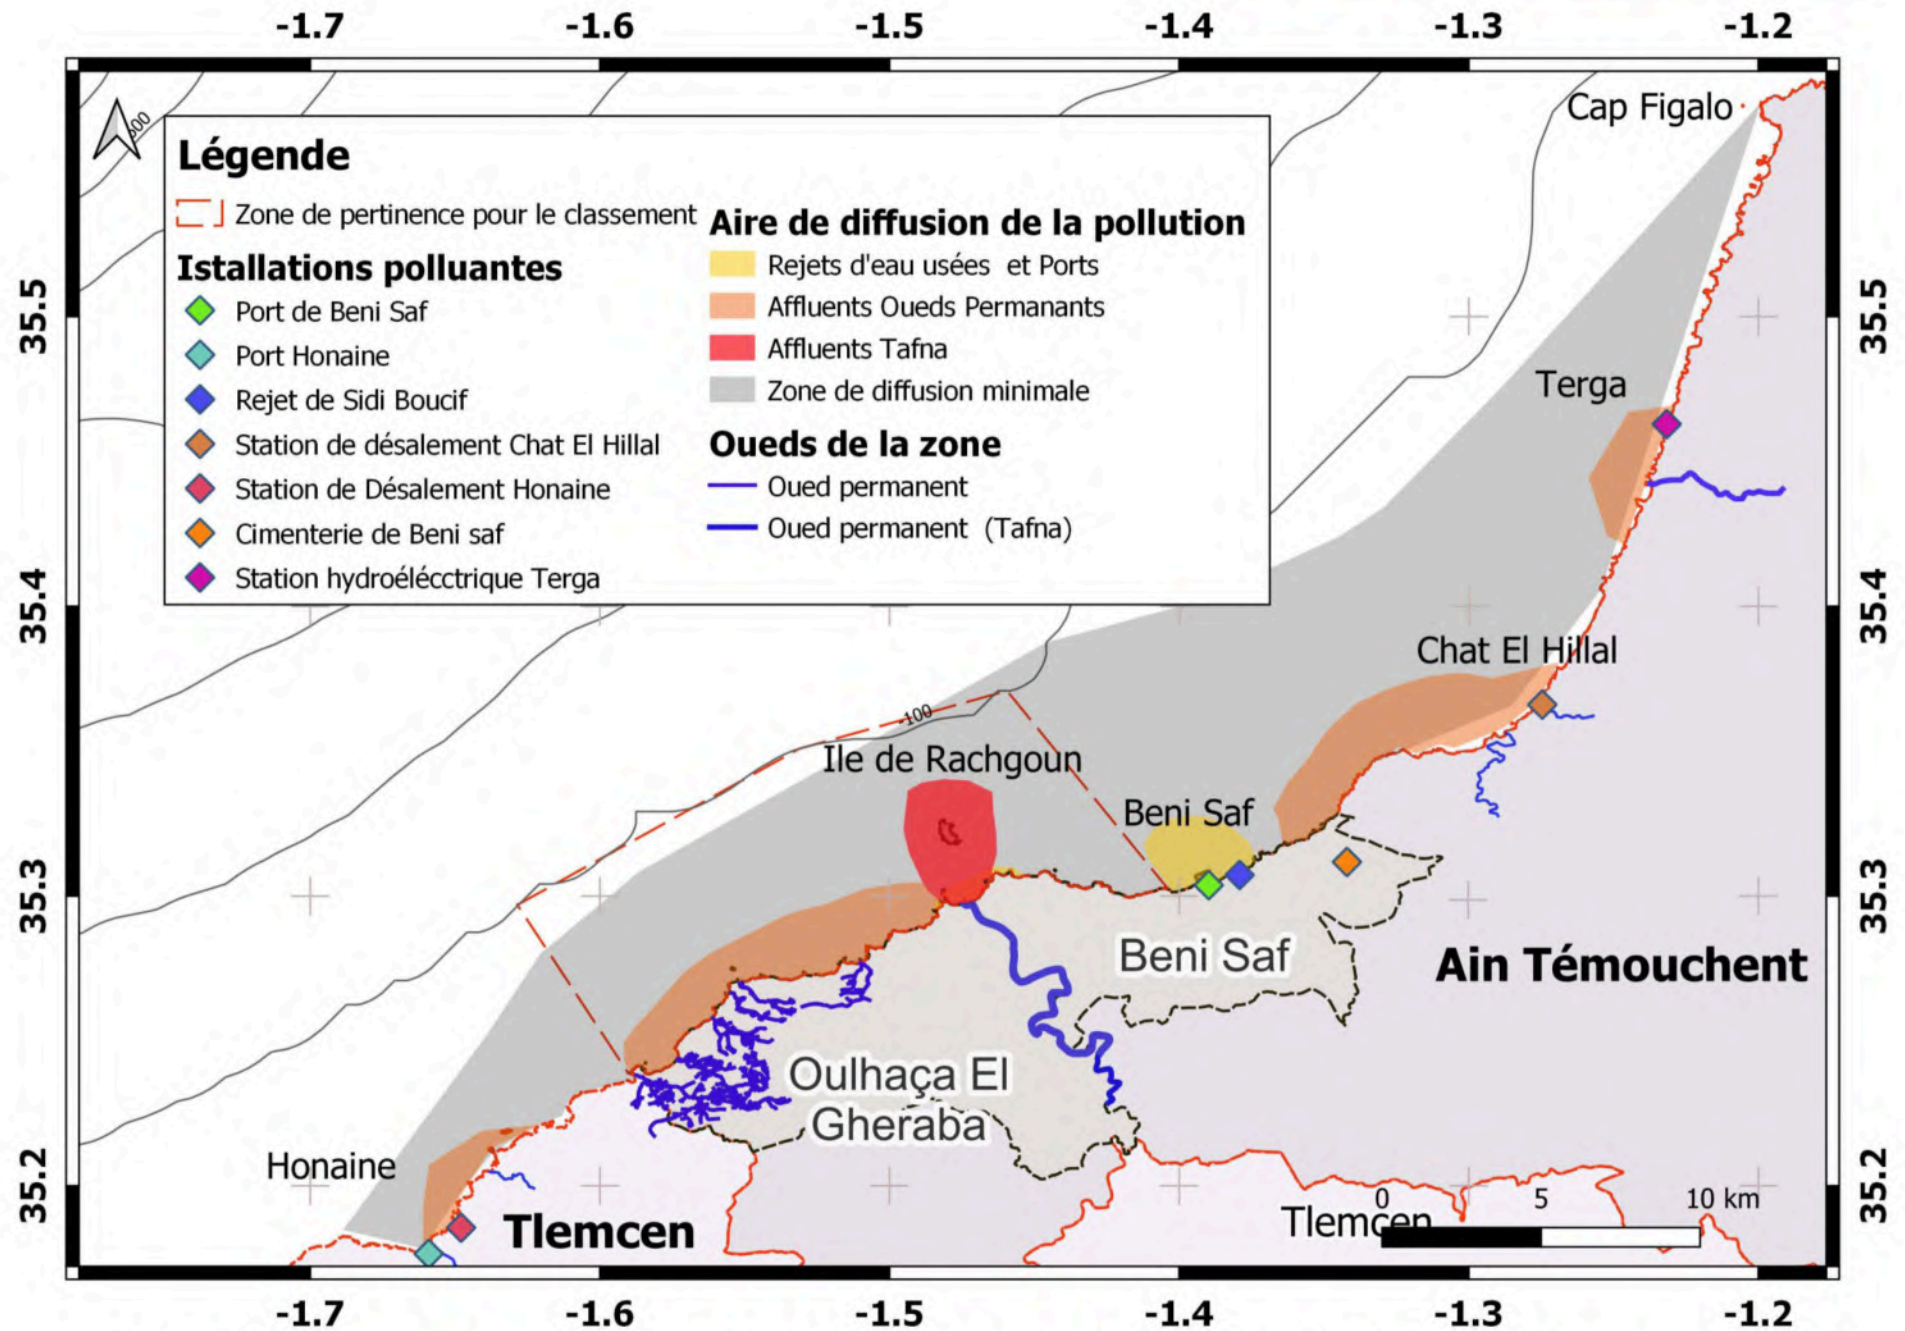 -1.7 -1.6 -1.5 -1.4 -1.3 -1.2
Cap Figalo
Légende
Zone de pertinence pour le classement
Istallations polluantes
Port de Beni Saf
Port Honaine
Rejet de Sidi Boucif
Station de désalement Chat El Hillal
Station de Désalement Honaine
Cimenterie de Beni saf
Station hydroélécctrique Terga
Aire de diffusion de la pollution
Rejets d'eau usées et Ports
Affluents Oueds Permanants
Affluents Tafna
Zone de diffusion minimale
Oueds de la zone
Oued permanent
Oued permanent (Tafna)
35.5
35.5
Terga
35.4
35.4
Chat El Hillal
-100
Ile de Rachgoun
Beni Saf
35.3
35.3
Beni Saf
Ain Témouchent
Oulhaça El
Gheraba
Honaine
35.2
35.2
Tlemcen
Tlemcen
0 5 10 km
-1.7 -1.6 -1.5 -1.4 -1.3 -1.2